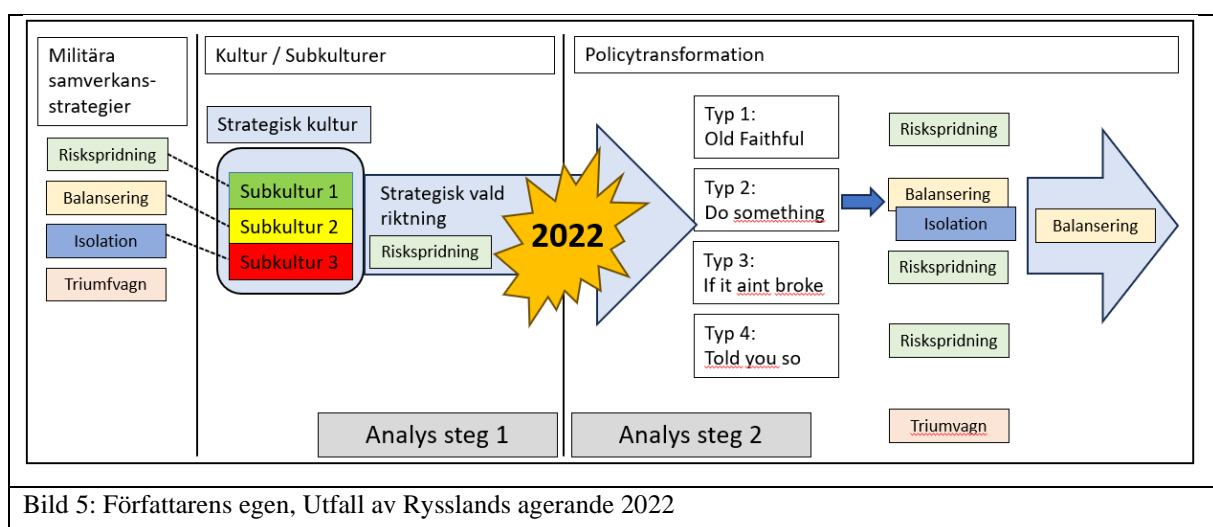 Militära
samverkans-
strategier
Riskspridning
Balansering
Isolation
Triumfvagn
Kultur / Subkulturer
Strategisk kultur
Subkultur 1
Subkultur 2
Subkultur 3
Strategisk vald
riktning
Riskspridning
2022
Analys steg 1
Policytransformation
Typ 1:
Old Faithful
Typ 2:
Do something
Typ 3:
If it aint broke
Typ 4:
Told you so
Riskspridning
Balansering
Isolation
Riskspridning
Riskspridning
Triumvagn
Balansering
Analys steg 2
Bild 5: Författarens egen, Utfall av Rysslands agerande 2022